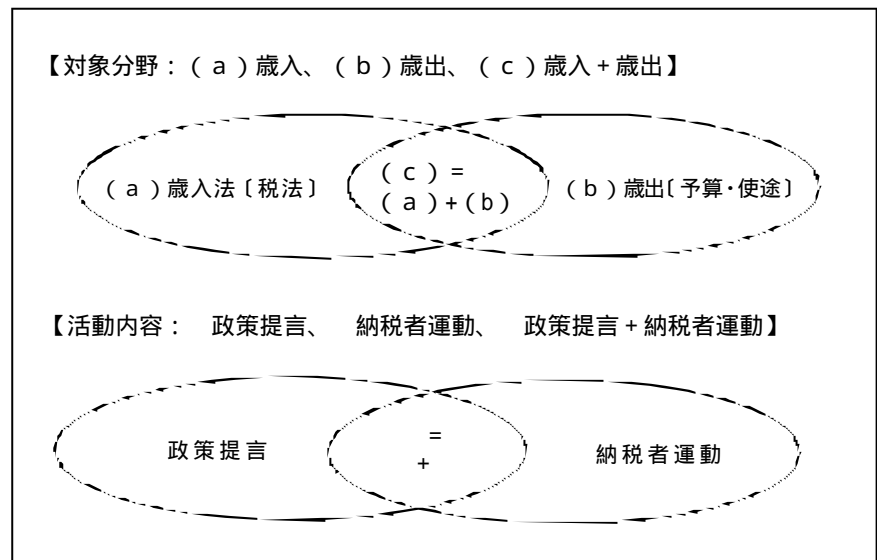 【対象分野：(a)歳入、(b)歳出、(c)歳入+歳出】
(a)歳入法〔税法〕
(c)=
(a)+(b)
(b)歳出〔予算・使途〕
【活動内容：　政策提言、　納税者運動、　政策提言+納税者運動】
政策提言
=
+
納税者運動